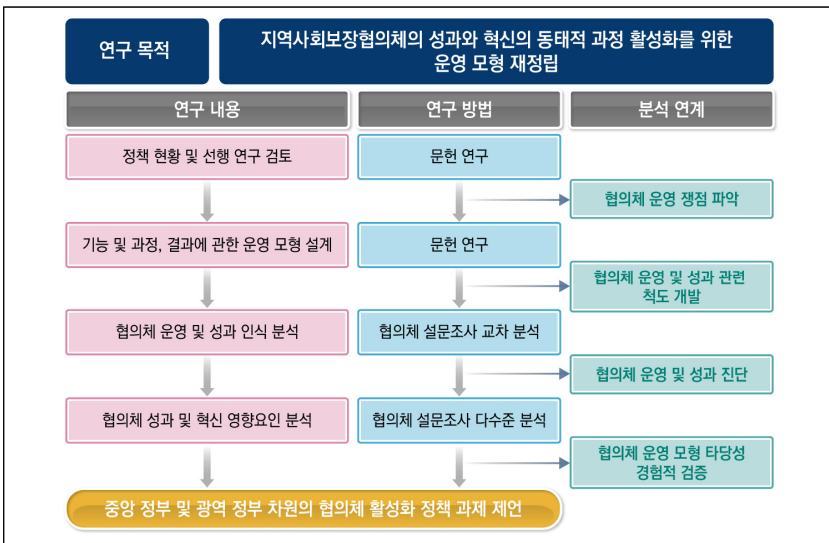 연구 목적
지역사회보장협의체의 성과와 혁신의 동태적 과정 활성화를 위한
운영 모형 재정립
연구 내용
연구 방법
분석 연계
정책 현황 및 선행 연구 검토
문헌 연구
협의체 운영 쟁점 파악
기능 및 과정, 결과에 관한 운영 모형 설계
문헌 연구
협의체 운영 및 성과 관련
척도 개발
협의체 운영 및 성과 인식 분석
협의체 설문조사 교차 분석
협의체 운영 및 성과 진단
협의체 성과 및 혁신 영향요인 분석
협의체 설문조사 다수준 분석
협의체 운영 모형 타당성
경험적 검증
중앙 정부 및 광역 정부 차원의 협의체 활성화 정책 과제 제언